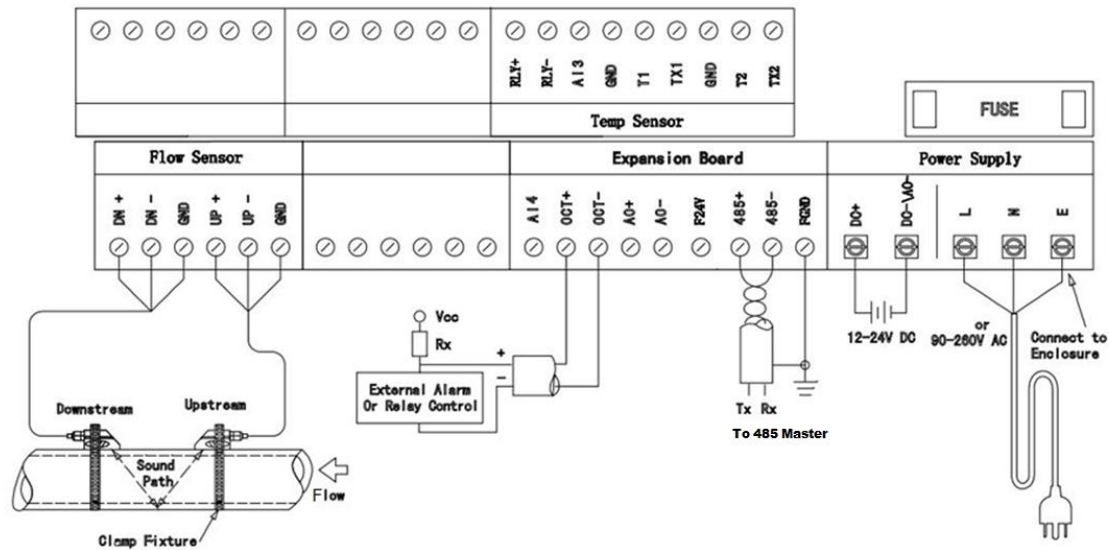 RLY+ RLY- AI3 GND T1 TX1 GND T2 TX2
Temp Sensor
FUSE
Flow Sensor
Expansion Board
Power Supply
DN + DN - GND UP + UP - GND
AI4 OCT+ OCT- AO+ AO- F24V 485+ 485- FGND
DC+ DC-\AO- L N E
Vcc
Rx
+
-
External Alarm
Or Relay Control
12-24V DC
or
90-260V AC
Connect to
Enclosure
Downstream
Upstream
Tx Rx
To 485 Master
Sound
Path
Flow
Clamp Fixture